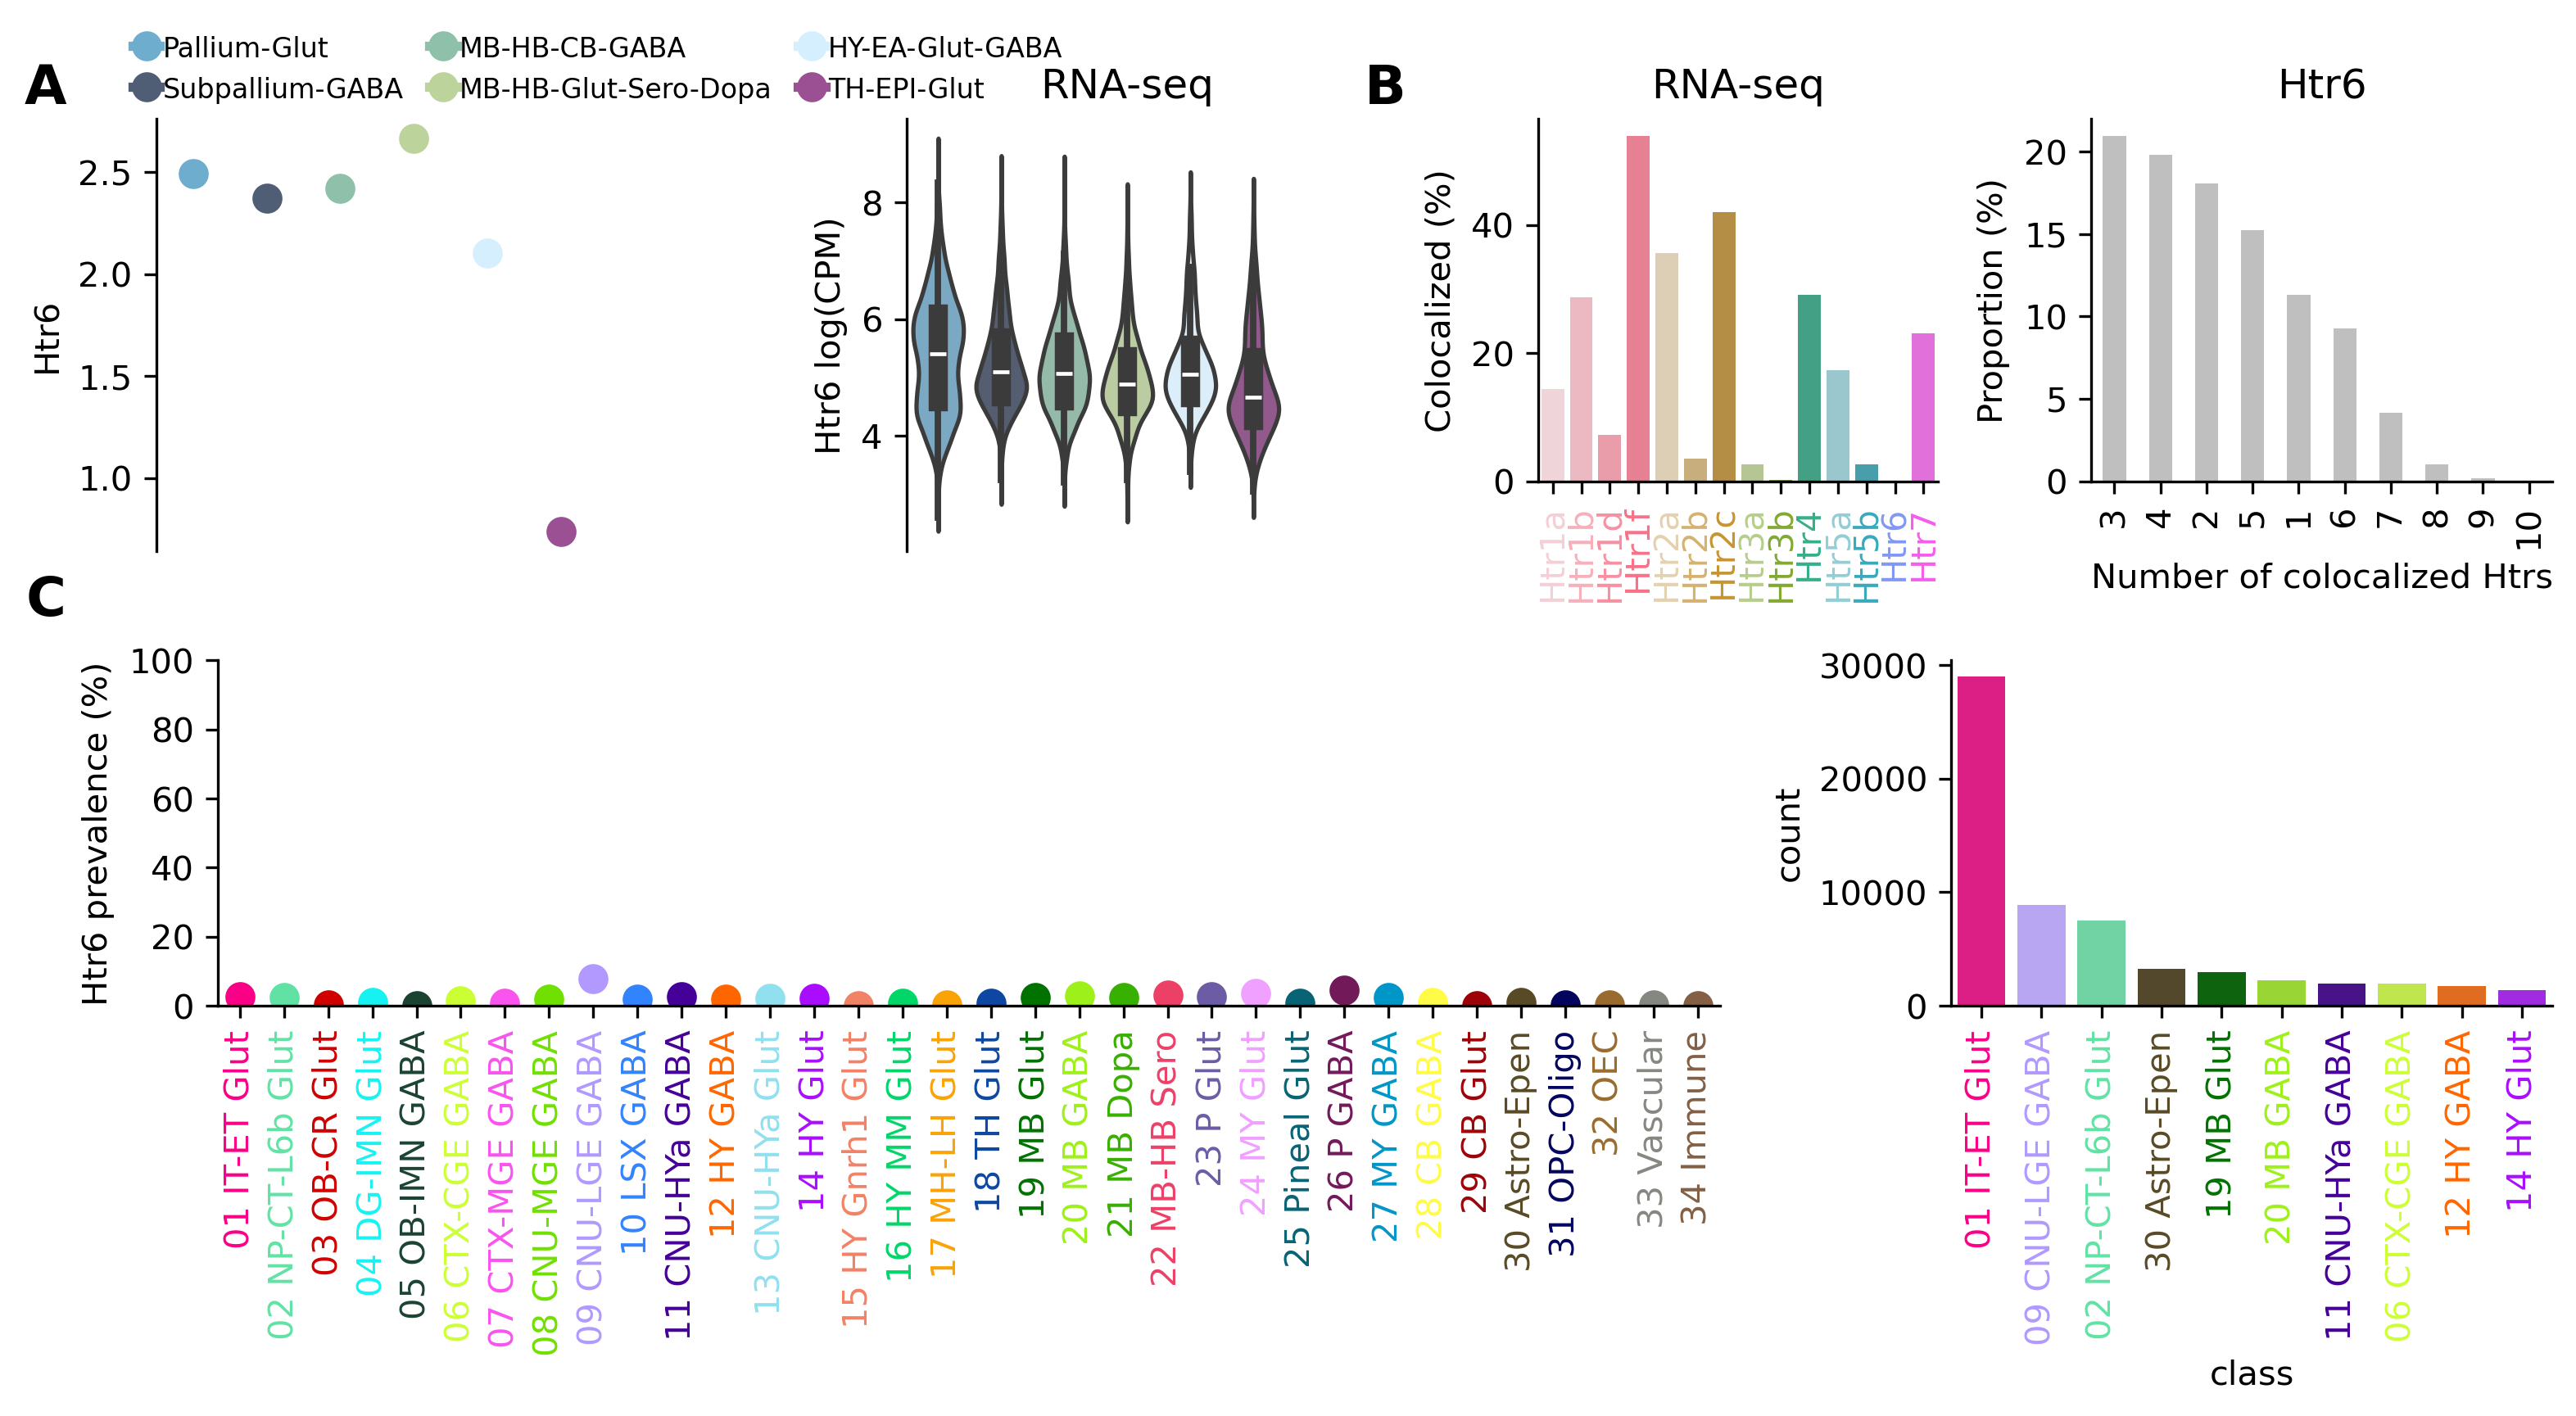 Pallium-Glut
Subpallium-GABA
MB-HB-CB-GABA
MB-HB-Glut-Sero-Dopa
HY-EA-Glut-GABA
TH-EPI-Glut
A
Htr6
2.5
2.0
1.5
1.0
RNA-seq
Htr6 log(CPM)
8
6
4
B
RNA-seq
Colocalized (%)
40
20
0
Htr1a
Htr1b
Htr1d
Htr1f
Htr2a
Htr2b
Htr2c
Htr3a
Htr3b
Htr4
Htr5a
Htr5b
Htr6
Htr7
Htr6
Proportion (%)
20
15
10
5
0
3
4
2
5
1
6
7
8
9
10
Number of colocalized Htrs
C
Htr6 prevalence (%)
100
80
60
40
20
0
01 IT-ET Glut
02 NP-CT-L6b Glut
03 OB-CR Glut
04 DG-IMN Glut
05 OB-IMN GABA
06 CTX-CGE GABA
07 CTX-MGE GABA
08 CNU-MGE GABA
09 CNU-LGE GABA
10 LSX GABA
11 CNU-HYa GABA
12 HY GABA
13 CNU-HYa Glut
14 HY Glut
15 HY Gnrh1 Glut
16 HY MM Glut
17 MH-LH Glut
18 TH Glut
19 MB Glut
20 MB GABA
21 MB Dopa
22 MB-HB Sero
23 P Glut
24 MY Glut
25 Pineal Glut
26 P GABA
27 MY GABA
28 CB GABA
29 CB Glut
30 Astro-Epen
31 OPC-Oligo
32 OEC
33 Vascular
34 Immune
count
30000
20000
10000
0
01 IT-ET Glut
09 CNU-LGE GABA
02 NP-CT-L6b Glut
30 Astro-Epen
19 MB Glut
20 MB GABA
11 CNU-HYa GABA
06 CTX-CGE GABA
12 HY GABA
14 HY Glut
class